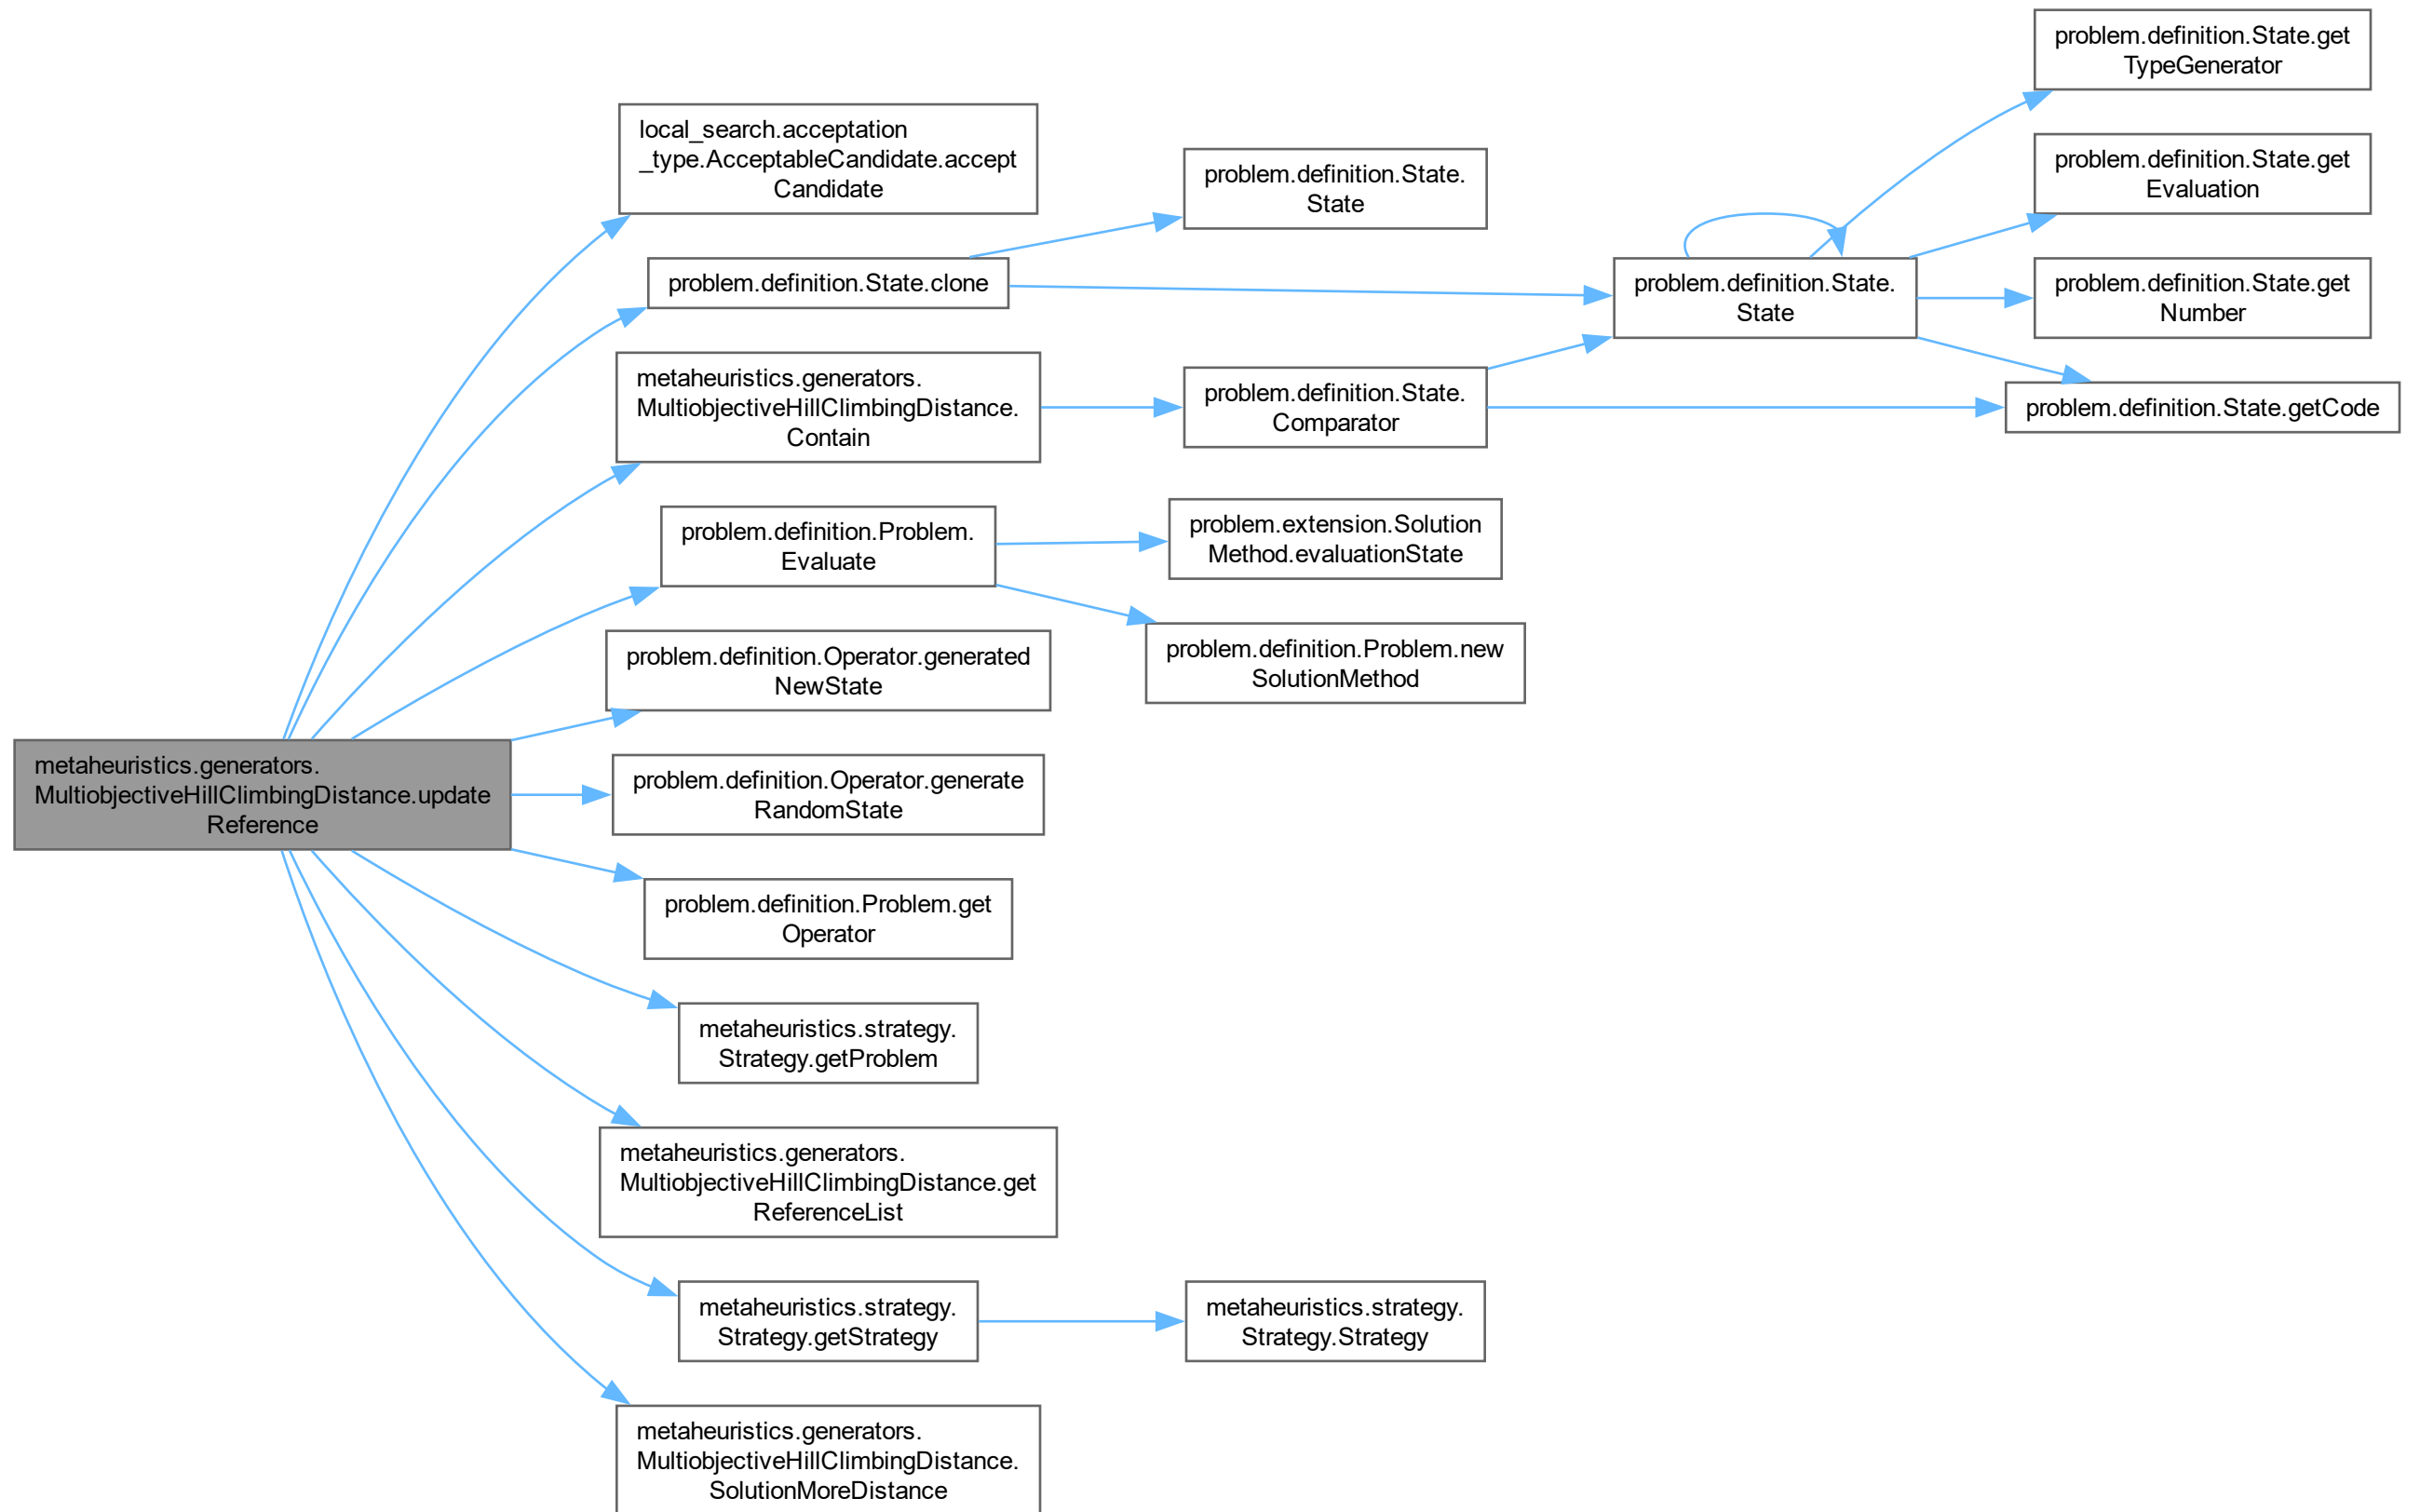 metaheuristics.generators.
MultiobjectiveHillClimbingDistance.update
Reference
local_search.acceptation
_type.AcceptableCandidate.accept
Candidate
problem.definition.State.clone
problem.definition.State.
State
problem.definition.State.
State
problem.definition.State.get
TypeGenerator
problem.definition.State.get
Evaluation
problem.definition.State.get
Number
problem.definition.State.getCode
metaheuristics.generators.
MultiobjectiveHillClimbingDistance.
Contain
problem.definition.State.
Comparator
problem.definition.Problem.
Evaluate
problem.extension.Solution
Method.evaluationState
problem.definition.Problem.new
SolutionMethod
problem.definition.Operator.generated
NewState
problem.definition.Operator.generate
RandomState
problem.definition.Problem.get
Operator
metaheuristics.strategy.
Strategy.getProblem
metaheuristics.generators.
MultiobjectiveHillClimbingDistance.get
ReferenceList
metaheuristics.strategy.
Strategy.getStrategy
metaheuristics.strategy.
Strategy.Strategy
metaheuristics.generators.
MultiobjectiveHillClimbingDistance.
SolutionMoreDistance